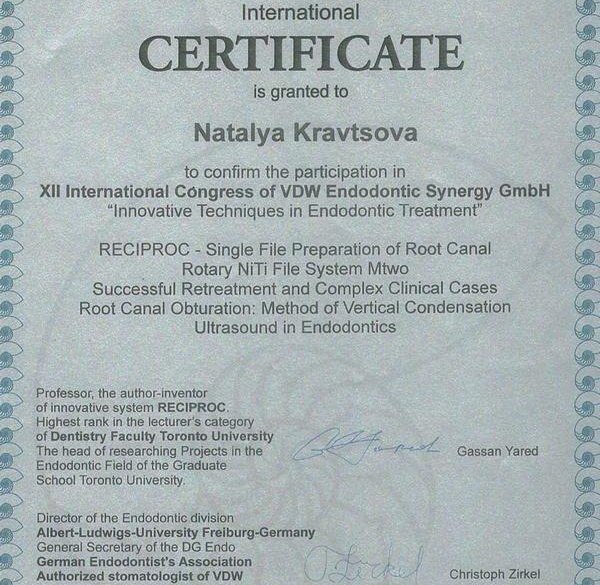 International
CERTIFICATE
is granted to
Natalya Kravtsova
to confirm the participation in
XII International Congress of VDW Endodontic Synergy GmbH
“Innovative Techniques in Endodontic Treatment”
RECIPROC - Single File Preparation of Root Canal
Rotary NiTi File System Mtwo
Successful Retreatment and Complex Clinical Cases
Root Canal Obturation: Method of Vertical Condensation
Ultrasound in Endodontics
Professor, the author-inventor
of innovative system RECIPROC.
Highest rank in the lecturer's category
of Dentistry Faculty Toronto University
The head of researching Projects in the
Endodontic Field of the Graduate
School Toronto University.
Gassan Yared
Director of the Endodontic division
Albert-Ludwigs-University Freiburg-Germany
General Secretary of the DG Endo
German Endodontist's Association
Authorized stomatologist of VDW
Christoph Zirkel